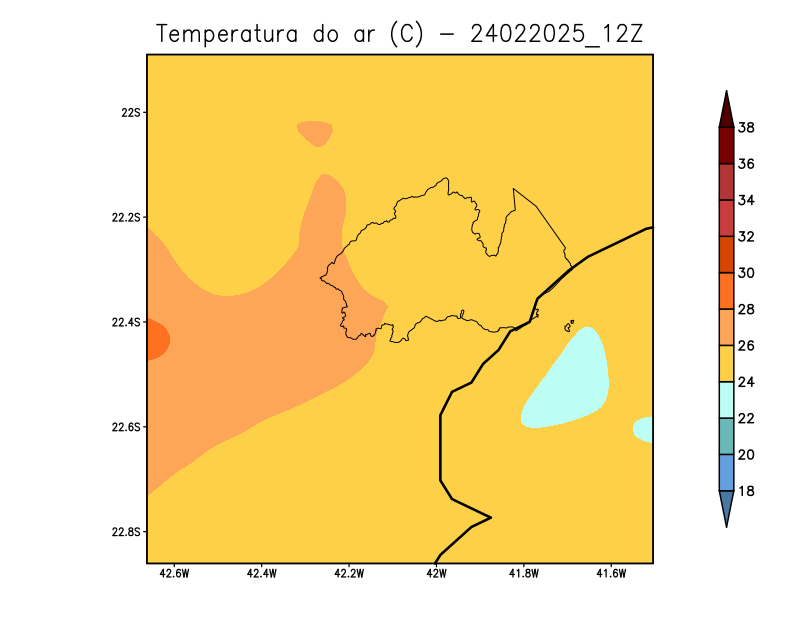 Temperatura do ar (C) - 24022025_12Z
22S
22.2S
22.4S
22.6S
22.8S
42.6W
42.4W
42.2W
42W
41.8W
41.6W
38
36
34
32
30
28
26
24
22
20
18